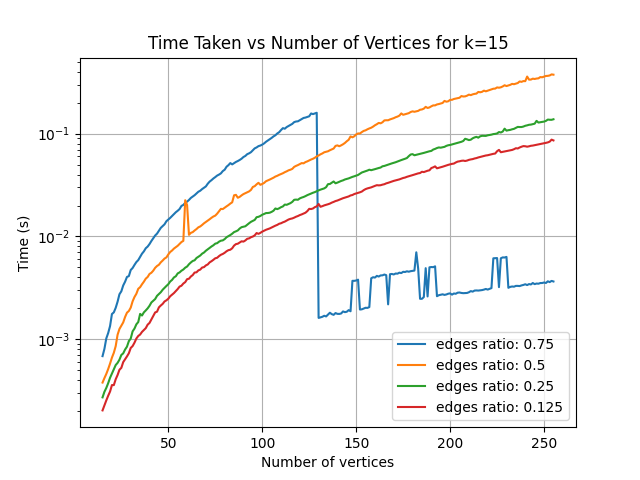 Time Taken vs Number of Vertices for k=15
Time (s)
10⁻¹
10⁻²
10⁻³
50
100
150
200
250
Number of vertices
edges ratio: 0.75
edges ratio: 0.5
edges ratio: 0.25
edges ratio: 0.125